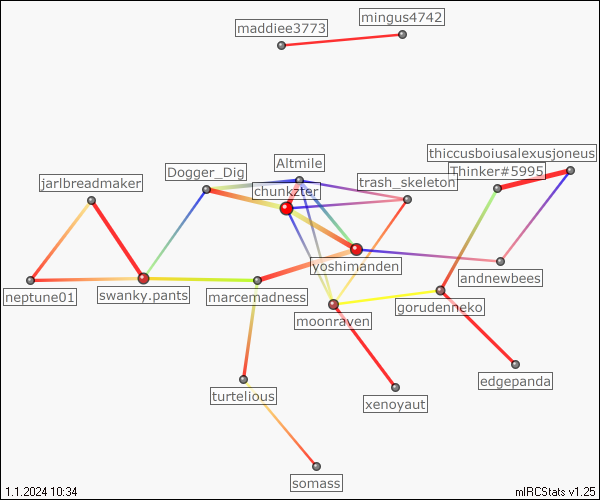 mingus4742
maddiee3773
thiccusboiusalexusjoneus
Altmile
Dogger_Dig
Thinker#5995
jarlbreadmaker
trash_skeleton
chunkzter
yoshimanden
andnewbees
neptune01
swanky.pants
marcemadness
gorudenneko
moonraven
edgepanda
turtelious
xenoyaut
somass
1.1.2024 10:34
mIRCStats v1.25